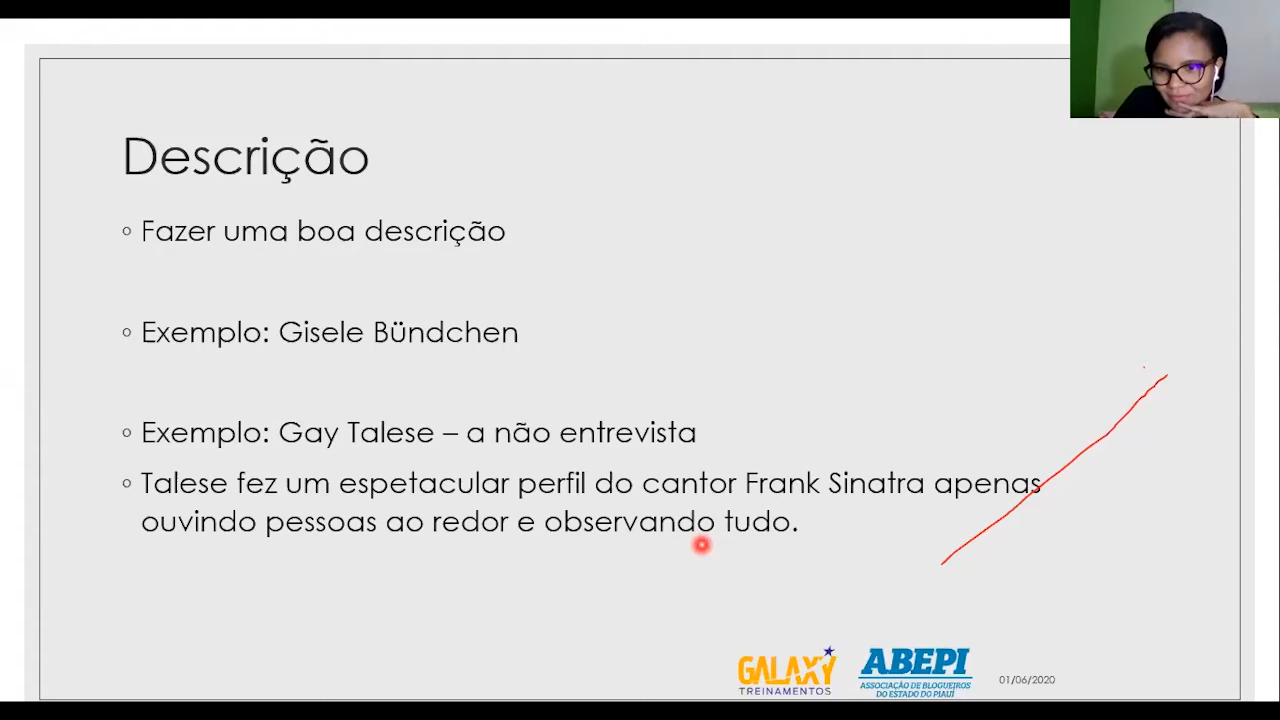 Descrição
◦ Fazer uma boa descrição
◦ Exemplo: Gisele Bündchen
◦ Exemplo: Gay Talese – a não entrevista
◦ Talese fez um espetacular perfil do cantor Frank Sinatra apenas
ouvindo pessoas ao redor e observando tudo.
GALAXY
TREINAMENTOS
ABEPI
ASSOCIAÇÃO DE BLOGUEIROS
DO ESTADO DO PIAUÍ
01/06/2020